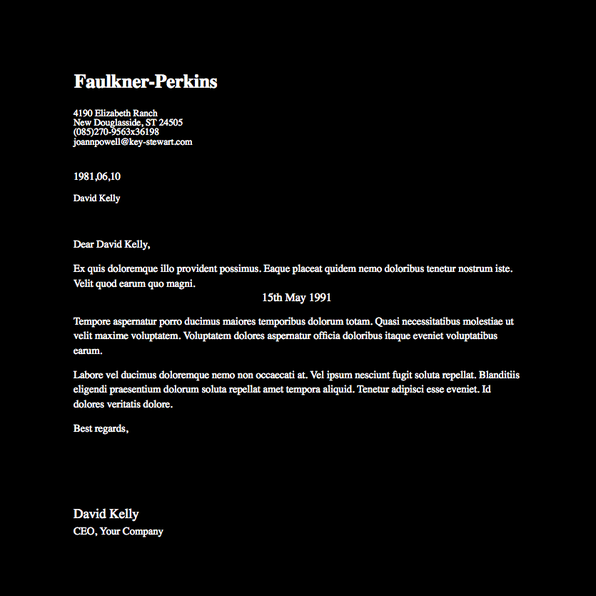 Faulkner-Perkins
4190 Elizabeth Ranch
New Douglasside, ST 24505
(085)270-9563x36198
joannpowell@key-stewart.com
1981,06,10
David Kelly
Dear David Kelly,
Ex quis doloremque illo provident possimus. Eaque placeat quidem nemo doloribus tenetur nostrum iste.
Velit quod earum quo magni.
15th May 1991
Tempore aspernatur porro ducimus maiores temporibus dolorum totam. Quasi necessitatibus molestiae ut
velit maxime voluptatem. Voluptatem dolores aspernatur officia doloribus itaque eveniet voluptatibus
earum.
Labore vel ducimus doloremque nemo non occaecati at. Vel ipsum nesciunt fugit soluta repellat. Blanditiis
eligendi praesentium dolorum soluta repellat amet tempora aliquid. Tenetur adipisci esse eveniet. Id
dolores veritatis dolore.
Best regards,
David Kelly
CEO, Your Company